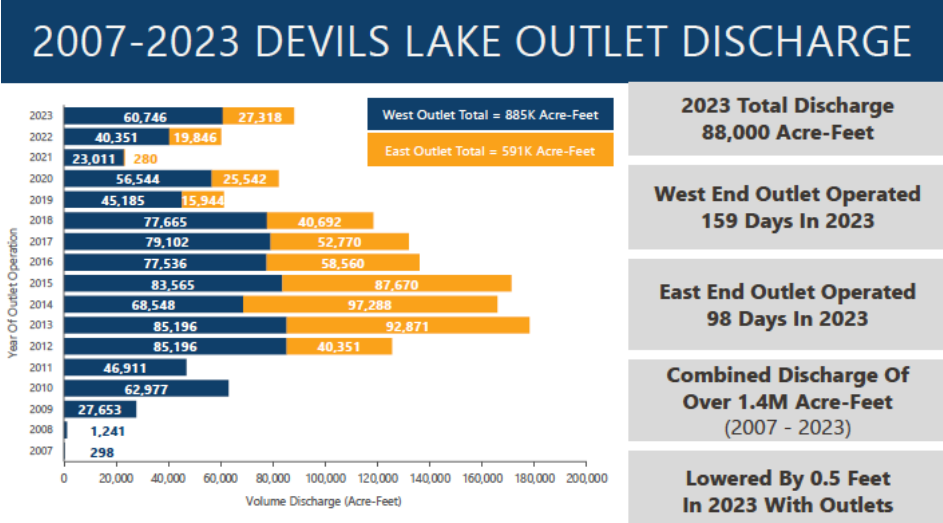 2007-2023 DEVILS LAKE OUTLET DISCHARGE
Year Of Outlet Operation
2023 60,746 27,318
2022 40,351 19,846
2021 23,011 280
2020 56,544 25,542
2019 45,185 15,944
2018 77,665 40,692
2017 79,102 52,770
2016 77,536 58,560
2015 83,565 87,670
2014 68,548 97,288
2013 85,196 92,871
2012 85,196 40,351
2011 46,911
2010 62,977
2009 27,653
2008 1,241
2007 298
0 20,000 40,000 60,000 80,000 100,000 120,000 140,000 160,000 180,000 200,000
Volume Discharge (Acre-Feet)
West Outlet Total = 885K Acre-Feet
East Outlet Total = 591K Acre-Feet
2023 Total Discharge
88,000 Acre-Feet
West End Outlet Operated
159 Days In 2023
East End Outlet Operated
98 Days In 2023
Combined Discharge Of
Over 1.4M Acre-Feet
(2007 - 2023)
Lowered By 0.5 Feet
In 2023 With Outlets